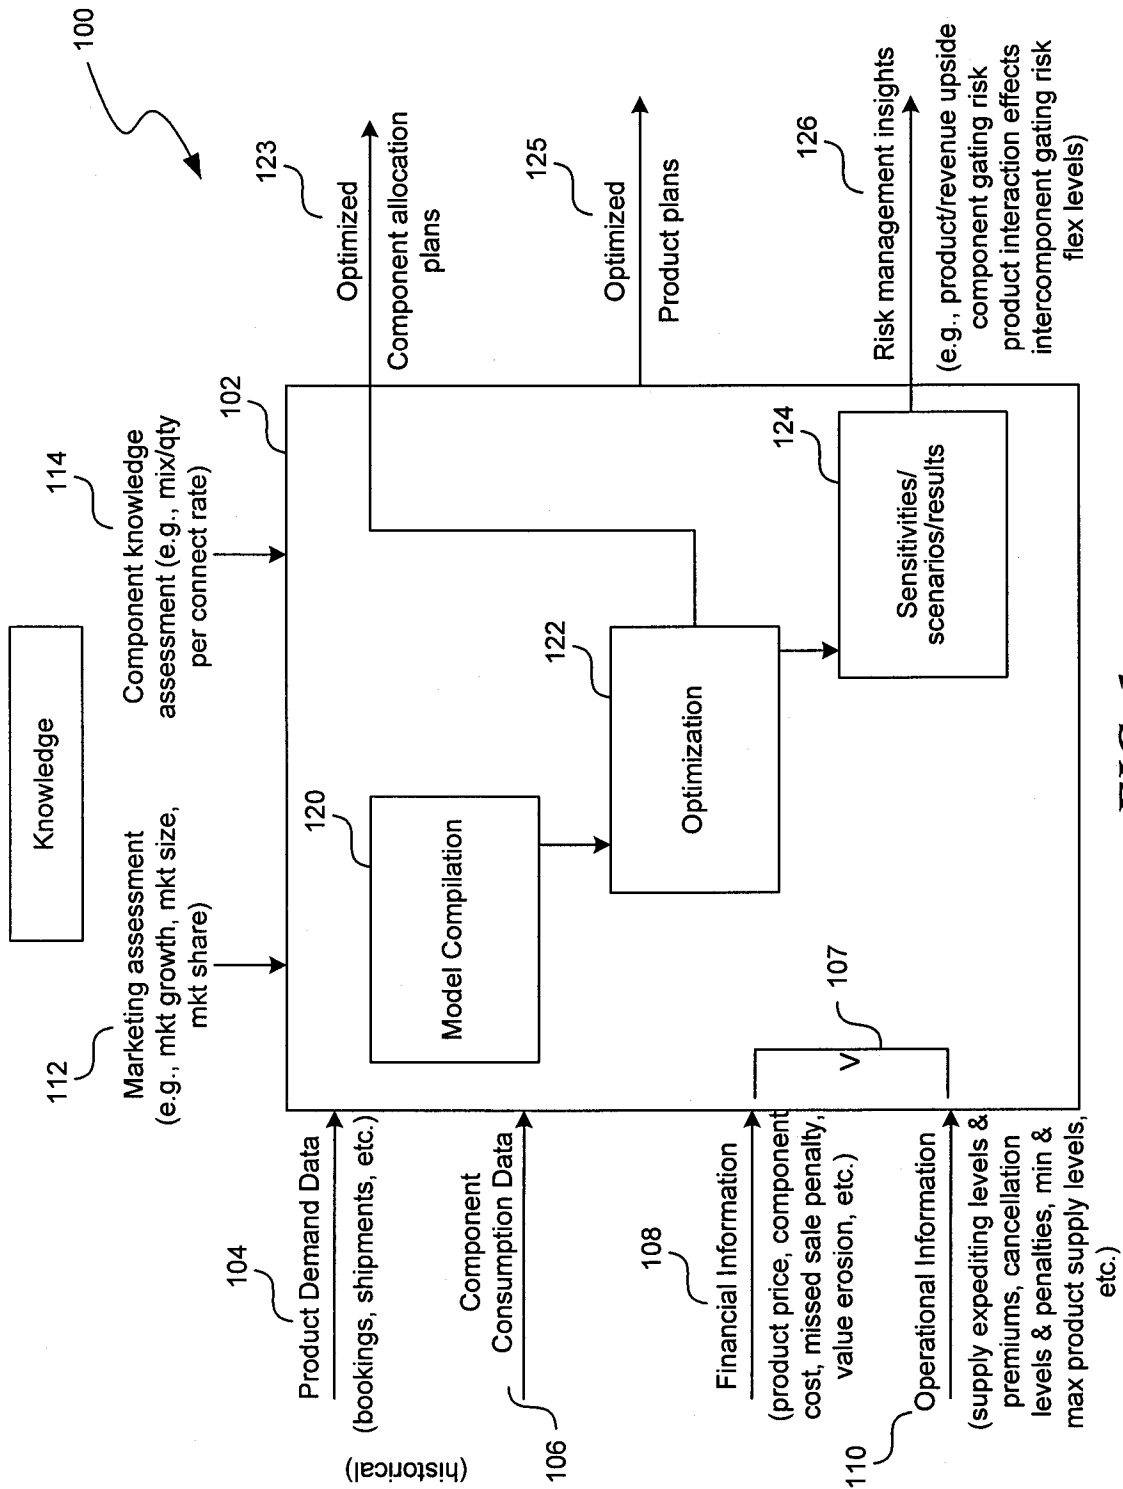 100
Knowledge
112
Marketing assessment
(e.g., mkt growth, mkt size,
mkt share)
114
Component knowledge
assessment (e.g., mix/qty
per connect rate)
102
(historical)
104
Product Demand Data
(bookings, shipments, etc.)
106
Component
Consumption Data
108
Financial Information
(product price, component
cost, missed sale penalty,
value erosion, etc.)
110
Operational Information
(supply expediting levels &
premiums, cancellation
levels & penalties, min &
max product supply levels,
etc.)
V
107
120
Model Compilation
122
Optimization
124
Sensitivities/
scenarios/results
123
Optimized
Component allocation
plans
125
Optimized
Product plans
126
Risk management insights
(e.g., product/revenue upside
component gating risk
product interaction effects
intercomponent gating risk
flex levels)